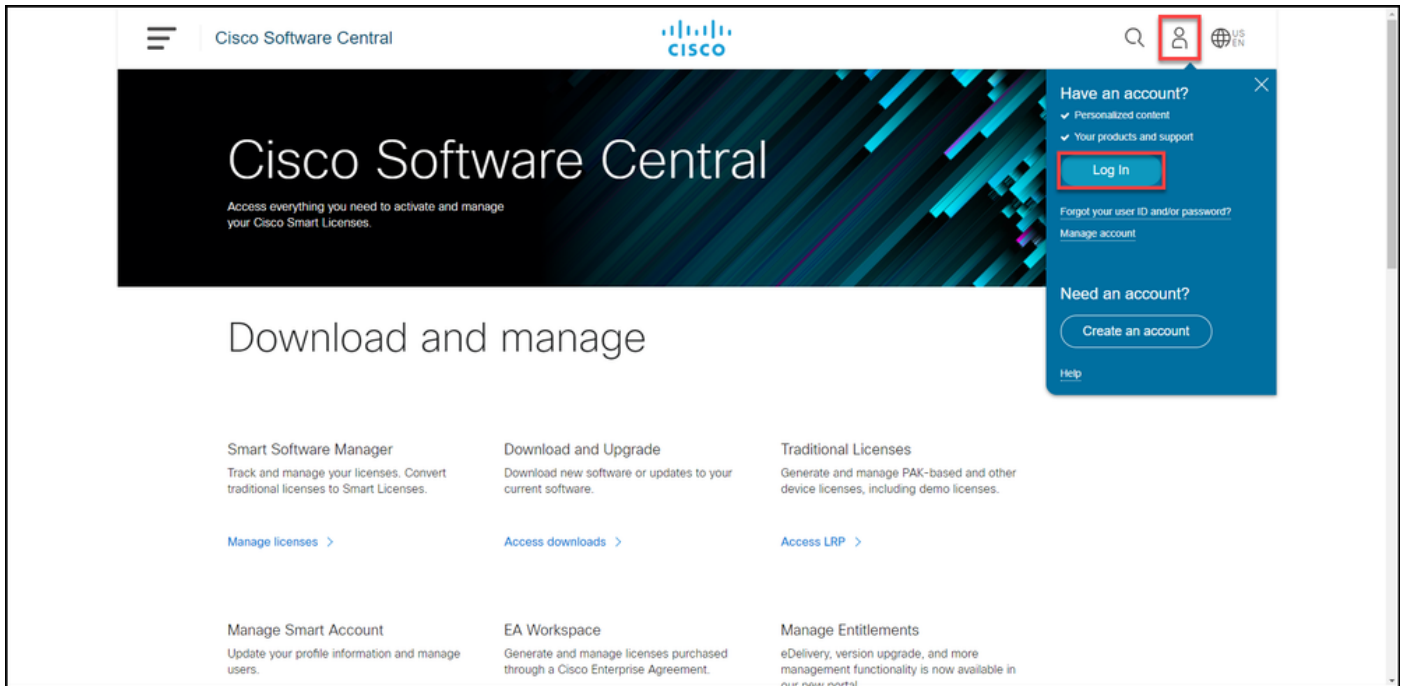 Cisco Software Central
CISCO
US
EN
Cisco Software Central
Access everything you need to activate and manage
your Cisco Smart Licenses.
Have an account?
Personalized content
Your products and support
Log In
Forgot your user ID and/or password?
Manage account
Need an account?
Create an account
Help
Download and manage
Smart Software Manager
Track and manage your licenses. Convert
traditional licenses to Smart Licenses.
Manage licenses
Download and Upgrade
Download new software or updates to your
current software.
Access downloads
Traditional Licenses
Generate and manage PAK-based and other
device licenses, including demo licenses.
Access LRP
Manage Smart Account
Update your profile information and manage
users.
EA Workspace
Generate and manage licenses purchased
through a Cisco Enterprise Agreement.
Manage Entitlements
eDelivery, version upgrade, and more
management functionality is now available in
our new portal